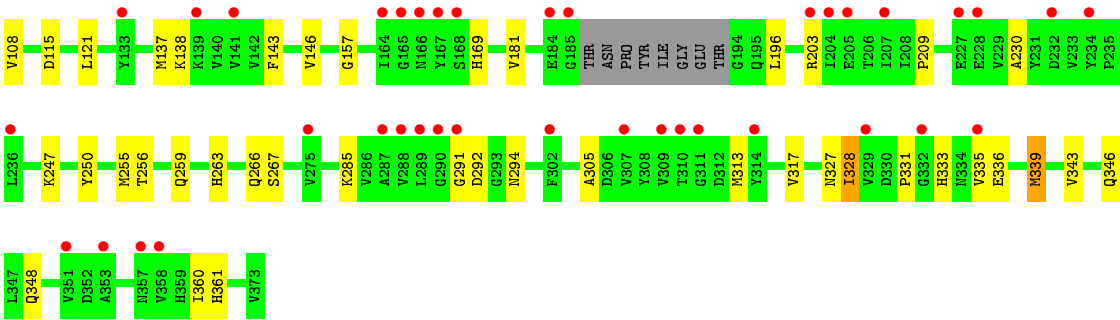 V108 D115 L121 Y133 M137 K138 K139 V140 V141 V142 F143 V146 G157 I164 G165 N166 Y167 S168 H169 V181 E184 G185 THR ASN PRO TYR ILE GLY GLU THR G194 Q195 L196 R203 I204 E205 T206 I207 I208 P209 E227 E228 V229 A230 Y231 D232 V233 Y234 P235
L236 K247 Y250 M255 T256 Q259 H263 Q266 S267 V275 K285 V286 A287 V288 L289 G290 G291 D292 G293 N294 F302 A305 D306 V307 Y308 V309 T310 G311 D312 M313 Y314 V317 N327 I328 V329 D330 P331 G332 H333 N334 V335 E336 M339 V343 Q346
L347 Q348 V351 D352 A353 N357 V358 H359 I360 H361 V373